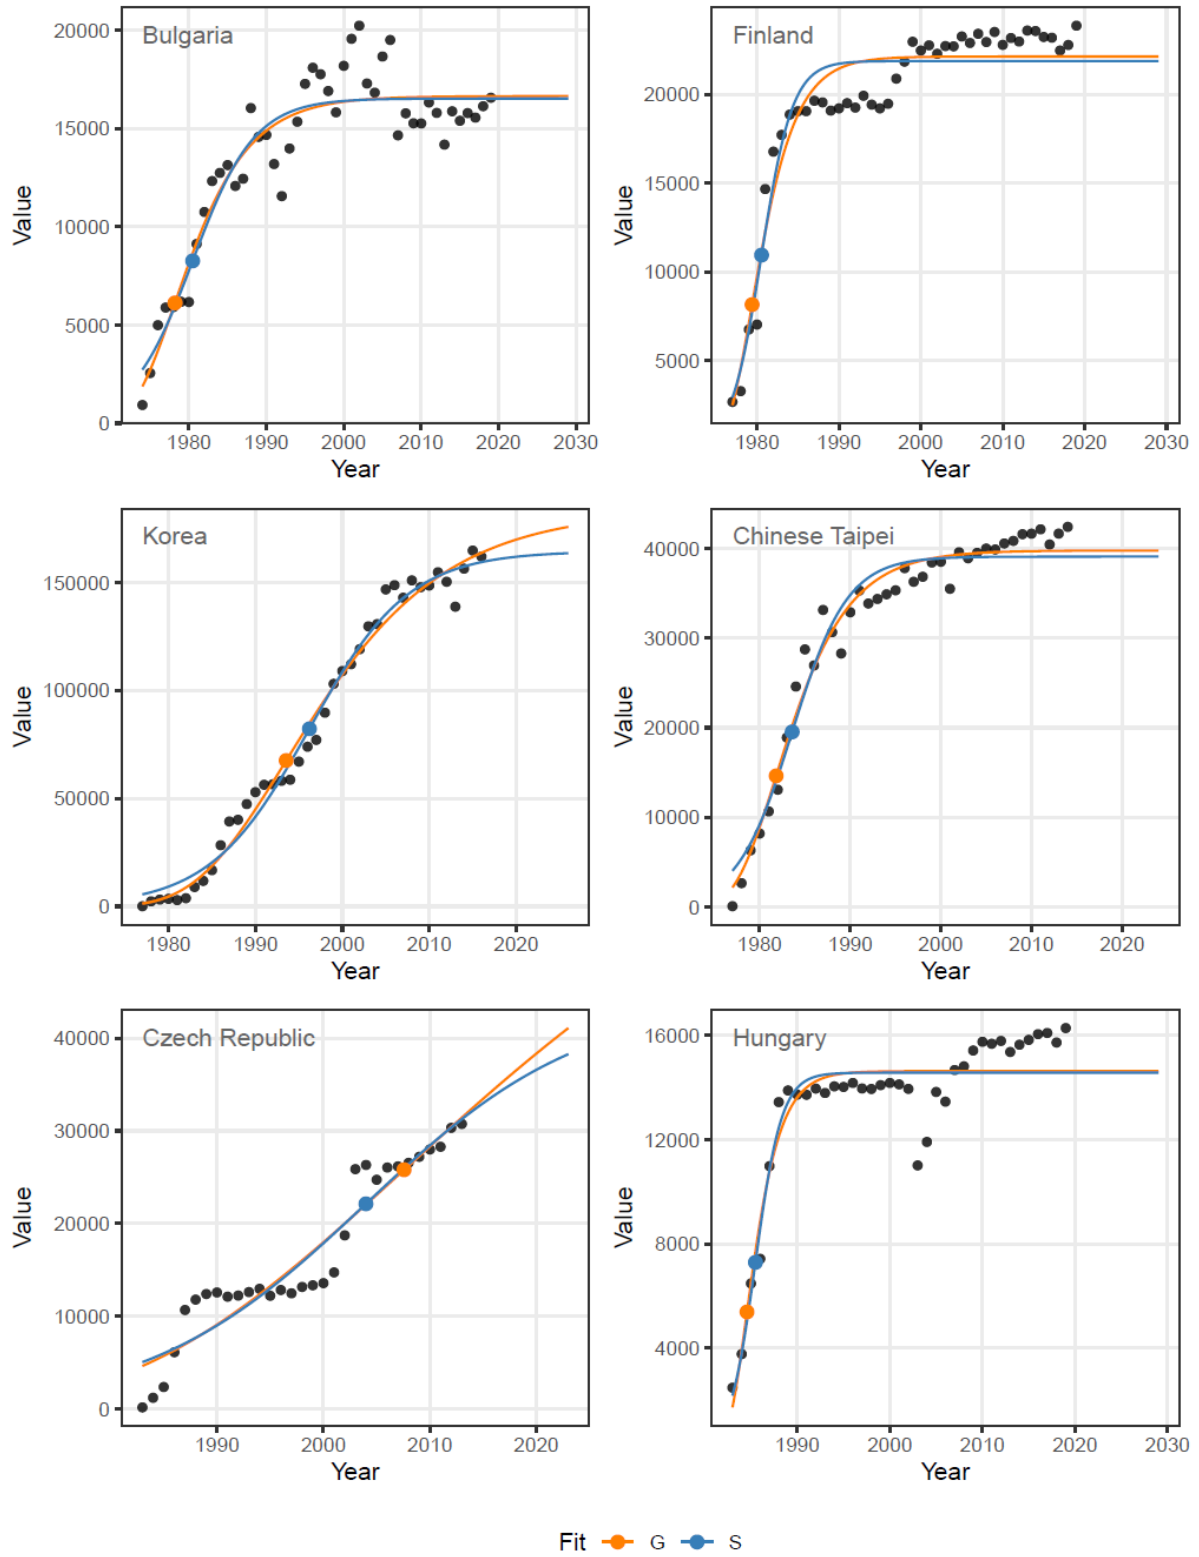 Bulgaria
Value
20000
15000
10000
5000
0
1980 1990 2000 2010 2020 2030
Year
Finland
Value
20000
15000
10000
5000
1980 1990 2000 2010 2020 2030
Year
Korea
Value
150000
100000
50000
0
1980 1990 2000 2010 2020
Year
Chinese Taipei
Value
40000
30000
20000
10000
0
1980 1990 2000 2010 2020
Year
Czech Republic
Value
40000
30000
20000
10000
0
1990 2000 2010 2020
Year
Hungary
Value
16000
12000
8000
4000
1990 2000 2010 2020 2030
Year
Fit G S